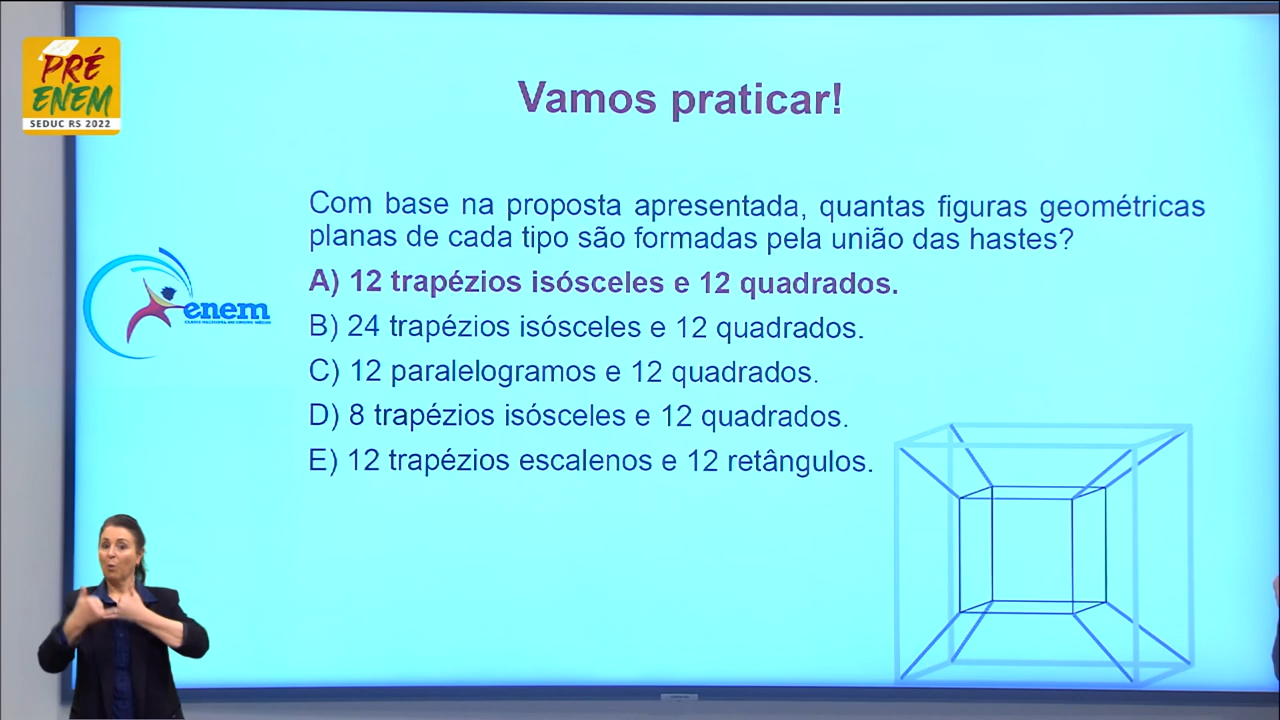 PRÉ
ENEM
SEDUC RS 2022
Vamos praticar!
Com base na proposta apresentada, quantas figuras geométricas
planas de cada tipo são formadas pela união das hastes?
A) 12 trapézios isósceles e 12 quadrados.
enem
B) 24 trapézios isósceles e 12 quadrados.
C) 12 paralelogramos e 12 quadrados.
D) 8 trapézios isósceles e 12 quadrados.
E) 12 trapézios escalenos e 12 retângulos.